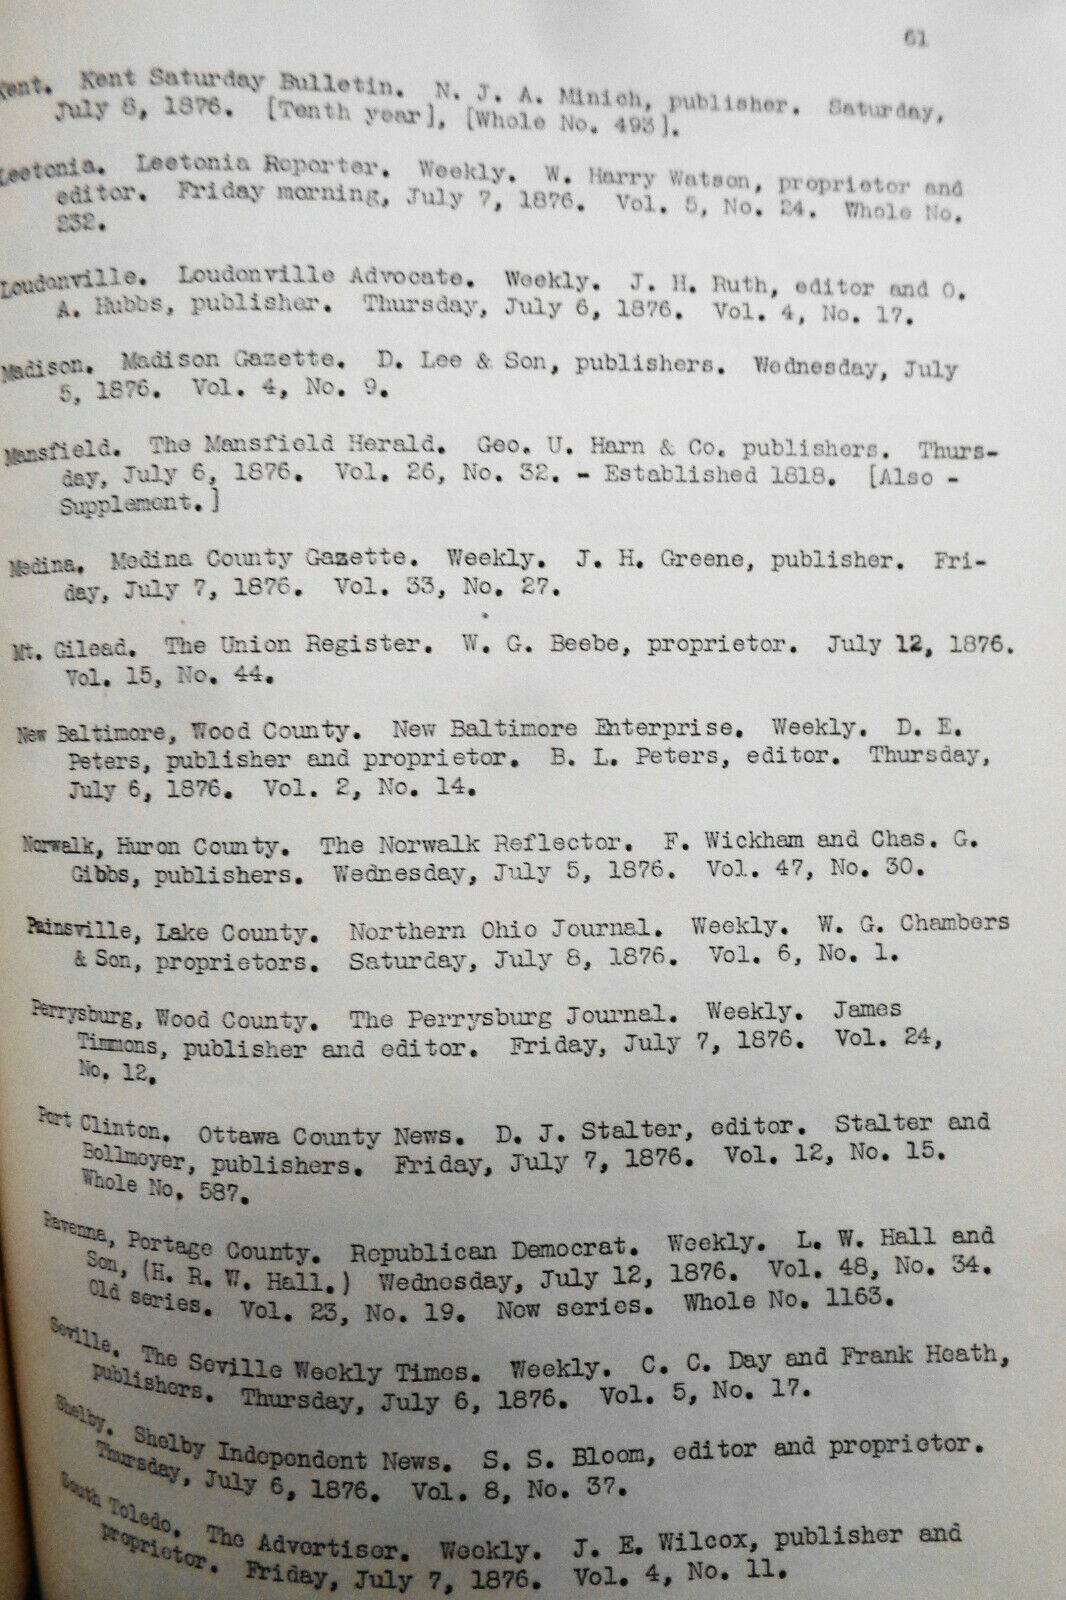 61
Kent. Kent Saturday Bulletin. N. J. A. Minich, publisher. Saturday,
July 8, 1876. [Tenth year], [Whole No. 493].
Leetonia. Leetonia Reporter. Weekly. W. Harry Watson, proprietor and
editor. Friday morning, July 7, 1876. Vol. 5, No. 24. Whole No.
232.
Loudonville. Loudonville Advocate. Weekly. J. H. Ruth, editor and O.
A. Hubbs, publisher. Thursday, July 6, 1876. Vol. 4, No. 17.
Madison. Madison Gazette. D. Lee & Son, publishers. Wednesday, July
5, 1876. Vol. 4, No. 9.
Mansfield. The Mansfield Herald. Geo. U. Harn & Co. publishers. Thurs-
day, July 6, 1876. Vol. 26, No. 32. - Established 1818. [Also -
Supplement.]
Medina. Medina County Gazette. Weekly. J. H. Greene, publisher. Fri-
day, July 7, 1876. Vol. 33, No. 27.
Mt. Gilead. The Union Register. W. G. Beebe, proprietor. July 12, 1876.
Vol. 15, No. 44.
New Baltimore, Wood County. New Baltimore Enterprise. Weekly. D. E.
Peters, publisher and proprietor. B. L. Peters, editor. Thursday,
July 6, 1876. Vol. 2, No. 14.
Norwalk, Huron County. The Norwalk Reflector. F. Wickham and Chas. G.
Gibbs, publishers. Wednesday, July 5, 1876. Vol. 47, No. 30.
Painsville, Lake County. Northern Ohio Journal. Weekly. W. G. Chambers
& Son, proprietors. Saturday, July 8, 1876. Vol. 6, No. 1.
Perrysburg, Wood County. The Perrysburg Journal. Weekly. James
Timmons, publisher and editor. Friday, July 7, 1876. Vol. 24,
No. 12.
Port Clinton. Ottawa County News. D. J. Stalter, editor. Stalter and
Bollmeyer, publishers. Friday, July 7, 1876. Vol. 12, No. 15.
Whole No. 587.
Ravenna, Portage County. Republican Democrat. Weekly. L. W. Hall and
Son, (H. R. W. Hall.) Wednesday, July 12, 1876. Vol. 48, No. 34.
Old series. Vol. 23, No. 19. New series. Whole No. 1163.
Seville. The Seville Weekly Times. Weekly. C. C. Day and Frank Heath,
publishers. Thursday, July 6, 1876. Vol. 5, No. 17.
Shelby. Shelby Independent News. S. S. Bloom, editor and proprietor.
Thursday, July 6, 1876. Vol. 8, No. 37.
South Toledo. The Advertiser. Weekly. J. E. Wilcox, publisher and
proprietor. Friday, July 7, 1876. Vol. 4, No. 11.